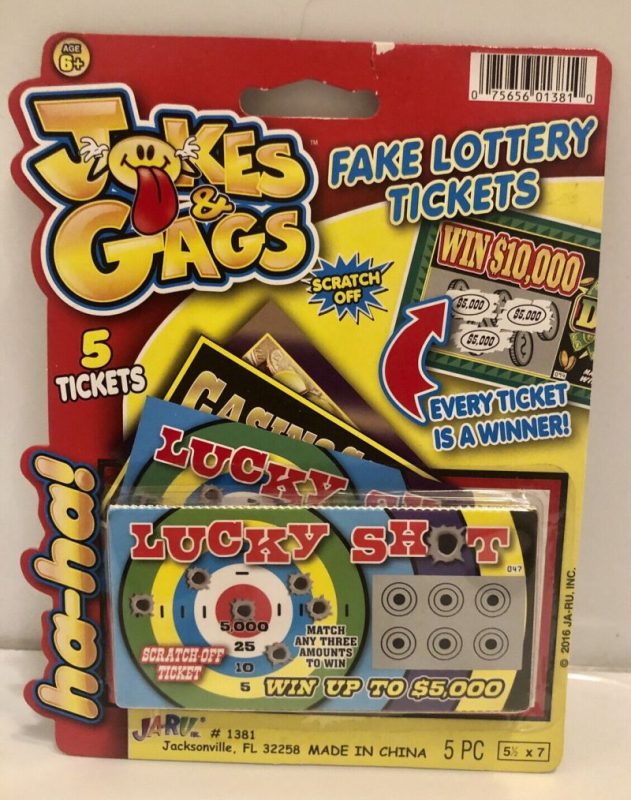 AGE
6+
JOKES
&
GAGS
™
0 75656 01381 0
FAKE LOTTERY
TICKETS
WIN $10,000
$5,000
$5,000
$5,000
SCRATCH
OFF
5
TICKETS
EVERY TICKET
IS A WINNER!
ha-ha!
LUCKY
LUCKY SHOT
047
5,000
25
10
5
MATCH
ANY THREE
AMOUNTS
TO WIN
SCRATCH-OFF
TICKET
WIN UP TO $5,000
© 2016 JA-RU, INC.
JA-RU INC. # 1381
Jacksonville, FL 32258 MADE IN CHINA 5 PC 5½ x 7